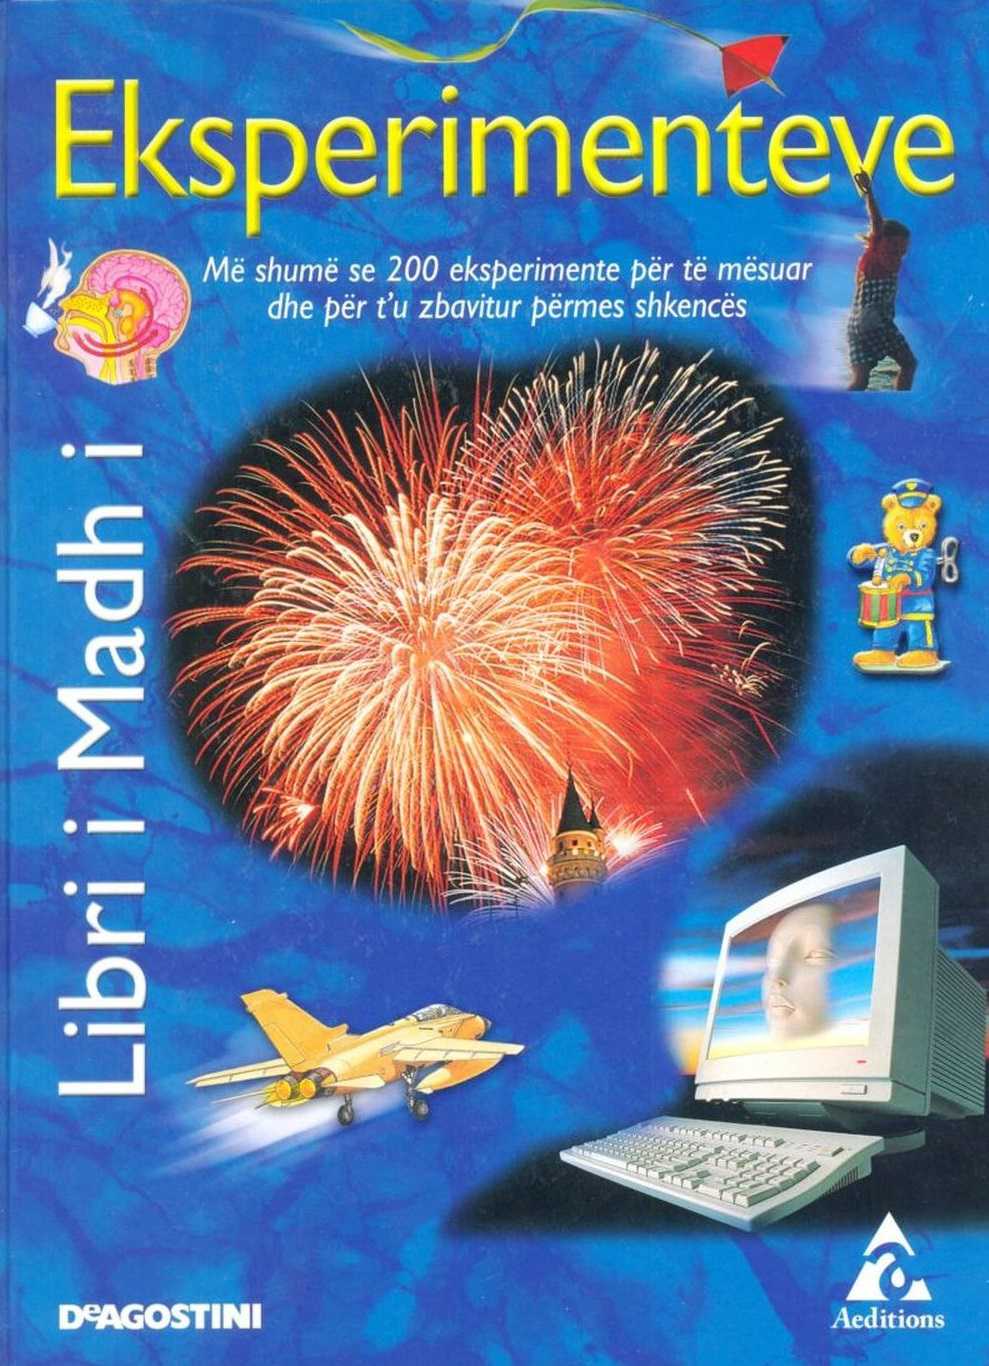 Libri i Madh i
Eksperimenteve
Më shumë se 200 eksperimente për të mësuar
dhe për t'u zbavitur përmes shkencës
DeAGOSTINI
Aeditions